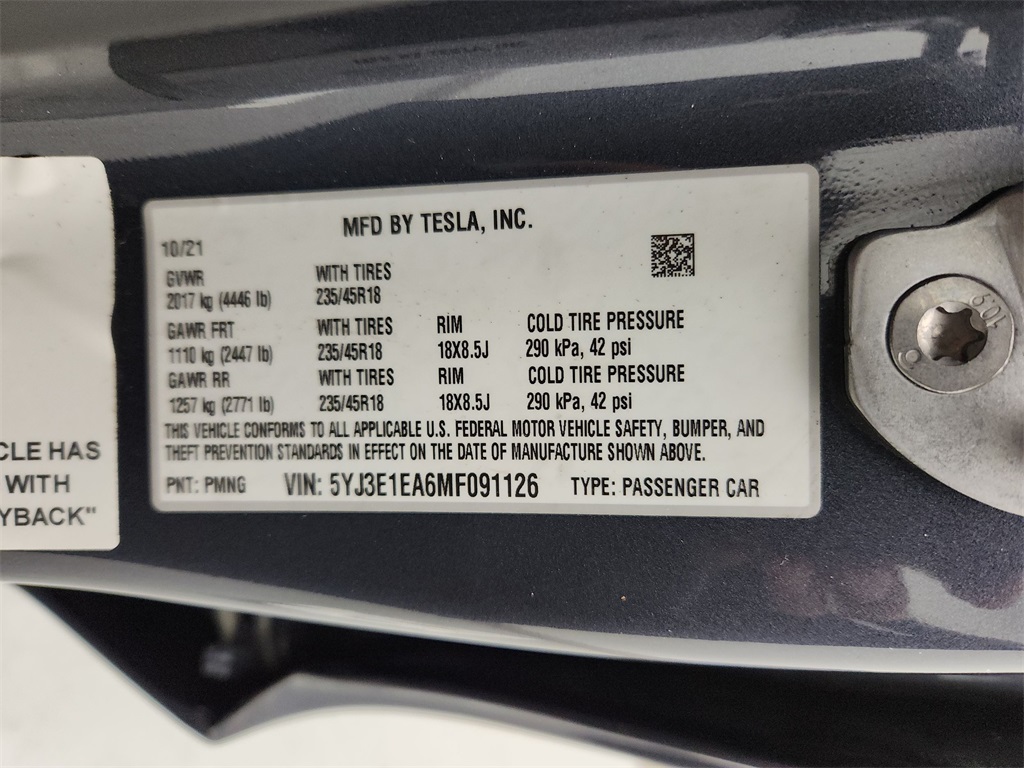 MFD BY TESLA, INC.
10/21
GVWR WITH TIRES
2017 kg (4446 lb) 235/45R18
GAWR FRT WITH TIRES RIM COLD TIRE PRESSURE
1110 kg (2447 lb) 235/45R18 18X8.5J 290 kPa, 42 psi
GAWR RR WITH TIRES RIM COLD TIRE PRESSURE
1257 kg (2771 lb) 235/45R18 18X8.5J 290 kPa, 42 psi
THIS VEHICLE CONFORMS TO ALL APPLICABLE U.S. FEDERAL MOTOR VEHICLE SAFETY, BUMPER, AND
THEFT PREVENTION STANDARDS IN EFFECT ON THE DATE OF MANUFACTURE SHOWN ABOVE.
PNT: PMNG VIN: 5YJ3E1EA6MF091126 TYPE: PASSENGER CAR
CLE HAS
WITH
YBACK"
10.9